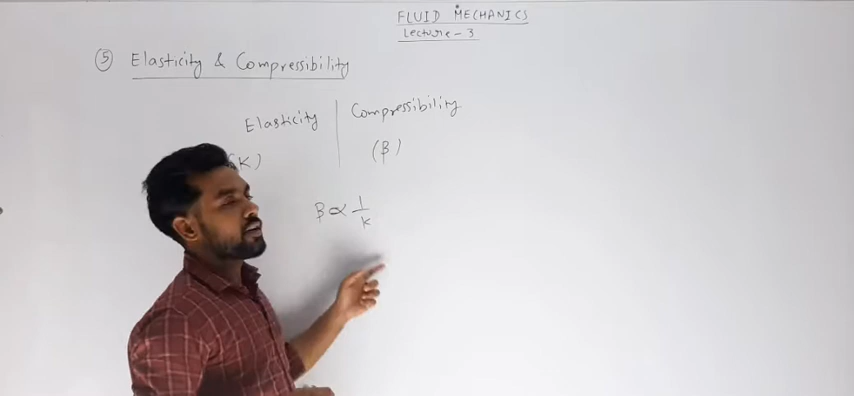 FLUID MECHANICS
Lecture - 3
⑤ Elasticity & Compressibility
Elasticity | Compressibility
(K) (β)
β ∝ 1/K